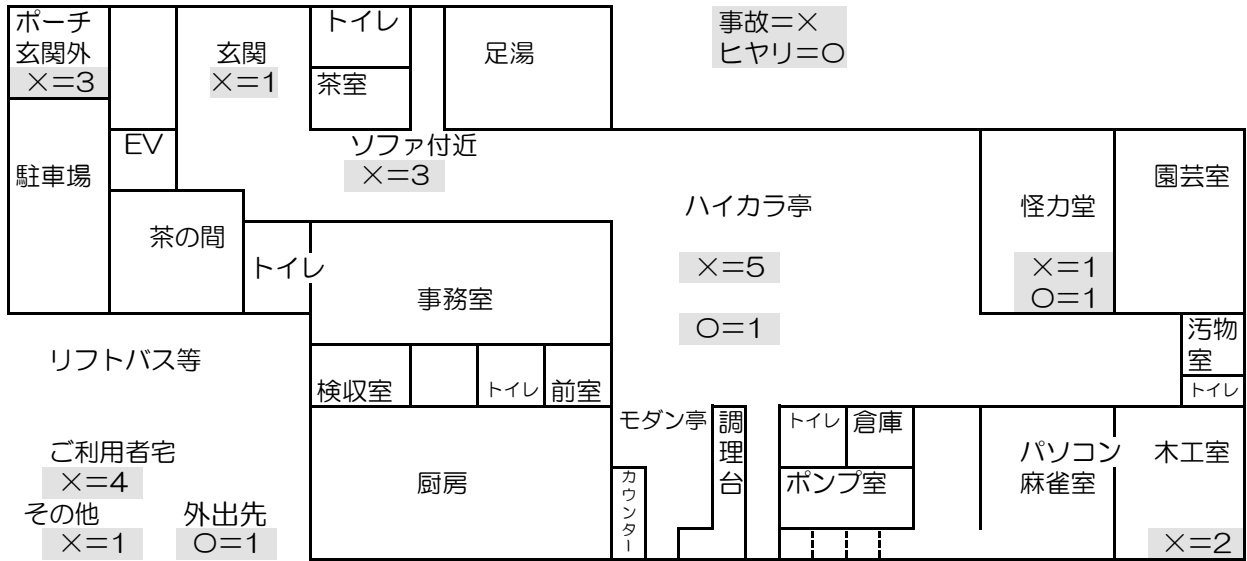 ポーチ
玄関外
×=3
玄関
×=1
トイレ
茶室
足湯
事故=×
ヒヤリ=○
駐車場
EV
ソファ付近
×=3
茶の間
トイレ
事務室
ハイカラ亭
×=5
○=1
怪力堂
×=1
○=1
園芸室
汚物
室
トイレ
リフトバス等
検収室
トイレ
前室
モダン亭
調
理
台
トイレ
倉庫
パソコン
麻雀室
木工室
×=2
ご利用者宅
×=4
その他
×=1
外出先
○=1
厨房
カウンター
ポンプ室